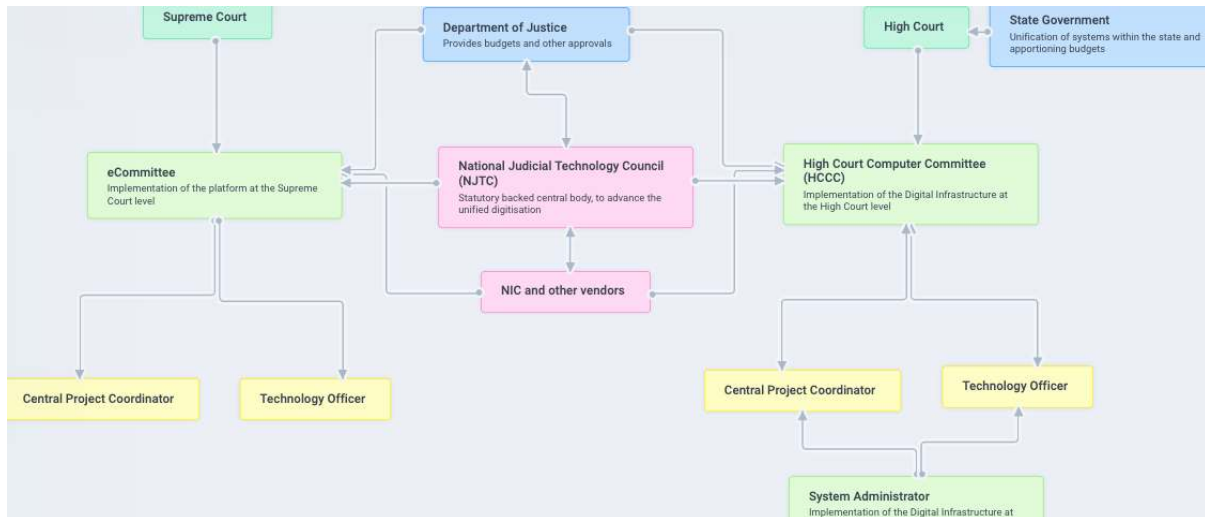 Supreme Court
Department of Justice
Provides budgets and other approvals
High Court
State Government
Unification of systems within the state and
apportioning budgets
eCommittee
Implementation of the platform at the Supreme
Court level
National Judicial Technology Council
(NJTC)
Statutory backed central body, to advance the
unified digitisation
High Court Computer Committee
(HCCC)
Implementation of the Digital Infrastructure at
the High Court level
NIC and other vendors
Central Project Coordinator
Technology Officer
Central Project Coordinator
Technology Officer
System Administrator
Implementation of the Digital Infrastructure at